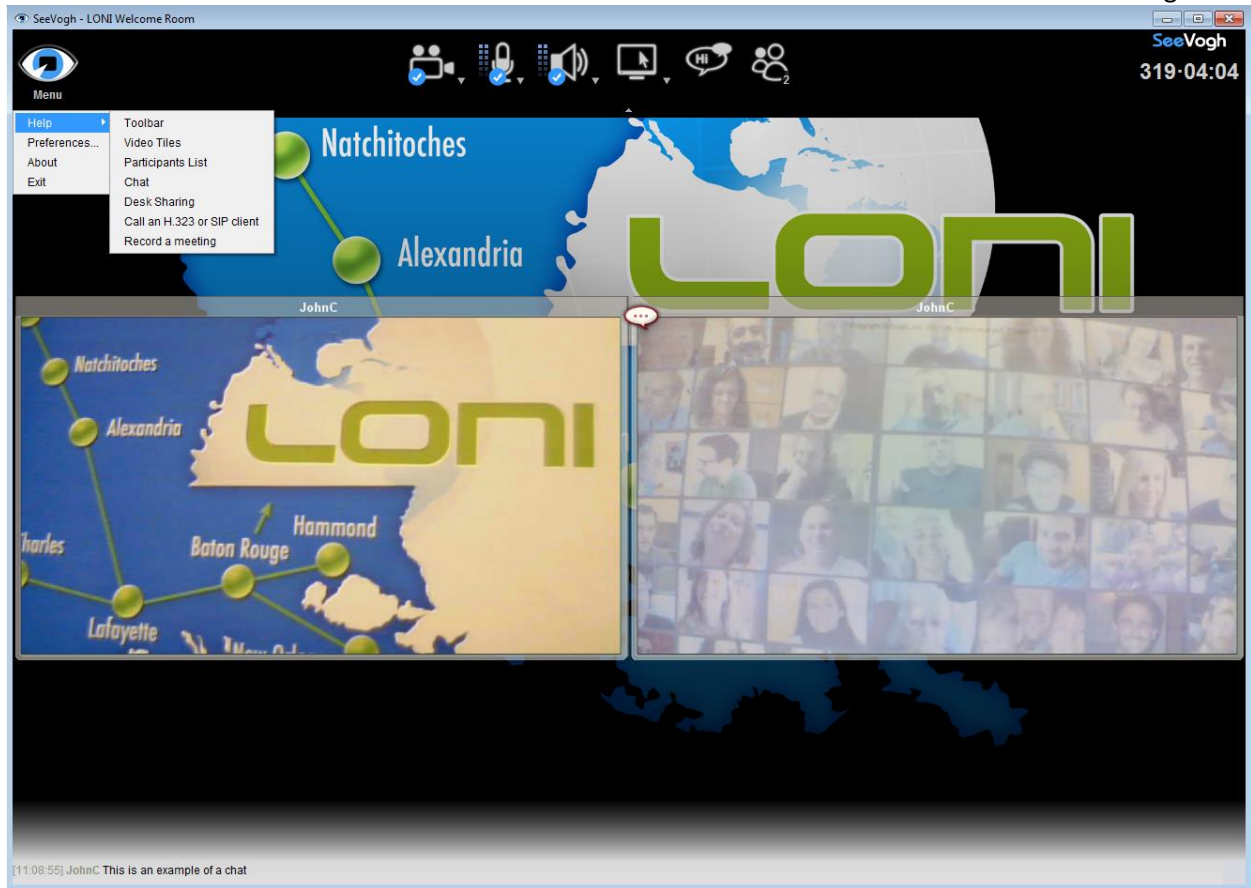 SeeVogh - LONI Welcome Room
SeeVogh
319·04:04
Hi
2
Menu
Help
Preferences...
About
Exit
Toolbar
Video Tiles
Participants List
Chat
Desk Sharing
Call an H.323 or SIP client
Record a meeting
Natchitoches
Alexandria
LONI
JohnC
JohnC
Natchitoches
Alexandria
LONI
Hammond
Baton Rouge
Lafayette
[11:08:55] JohnC This is an example of a chat